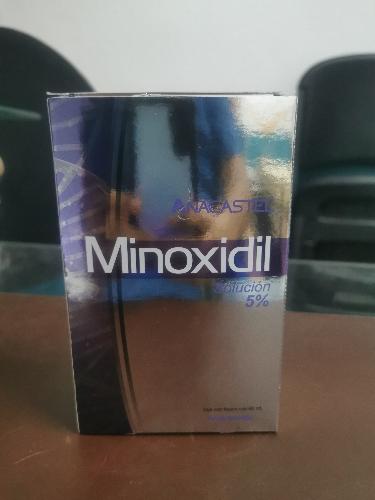 ANACASTEL
Minoxidil
Solución
5%